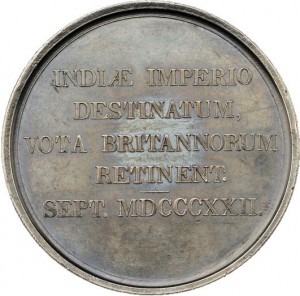 INDIÆ IMPERIO
DESTINATUM,
VOTA BRITANNORUM
RETINENT.
SEPT. MDCCCXXII.